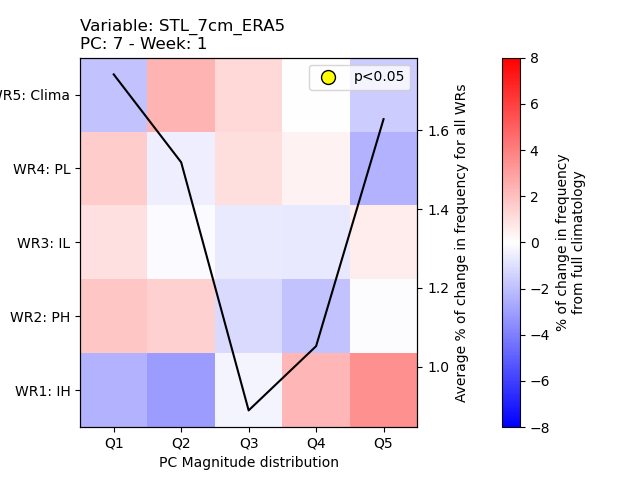 Variable: STL_7cm_ERA5
PC: 7 - Week: 1
p<0.05
WR5: Clima
WR4: PL
WR3: IL
WR2: PH
WR1: IH
Q1 Q2 Q3 Q4 Q5
PC Magnitude distribution
1.6
1.4
1.2
1.0
Average % of change in frequency for all WRs
8
6
4
2
0
−2
−4
−6
−8
% of change in frequency
from full climatology